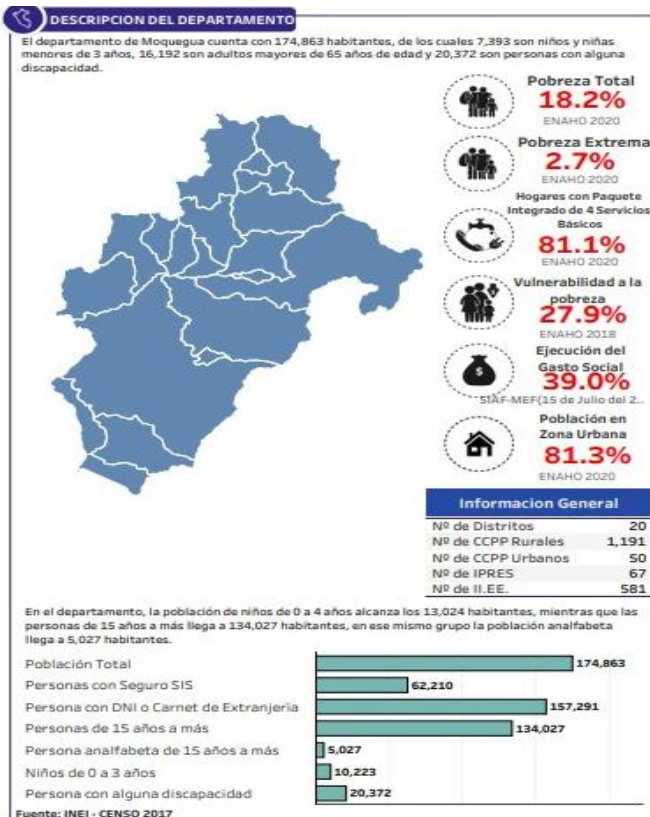 DESCRIPCION DEL DEPARTAMENTO
El departamento de Moquegua cuenta con 174,863 habitantes, de los cuales 7,393 son niños y niñas
menores de 3 años, 16,192 son adultos mayores de 65 años de edad y 20,372 son personas con alguna
discapacidad.
Pobreza Total
18.2%
ENAHO 2020
Pobreza Extrema
2.7%
ENAHO 2020
Hogares con Paquete
Integrado de 4 Servicios
Básicos
81.1%
ENAHO 2020
Vulnerabilidad a la
pobreza
27.9%
ENAHO 2018
Ejecución del
Gasto Social
39.0%
SIAF-MEF(15 de Julio del 2...
Población en
Zona Urbana
81.3%
ENAHO 2020
Informacion General
Nº de Distritos 20
Nº de CCPP Rurales 1,191
Nº de CCPP Urbanos 50
Nº de IPRES 67
Nº de II.EE. 581
En el departamento, la población de niños de 0 a 4 años alcanza los 13,024 habitantes, mientras que las
personas de 15 años a más llega a 134,027 habitantes, en ese mismo grupo la población analfabeta
llega a 5,027 habitantes.
Población Total 174,863
Personas con Seguro SIS 62,210
Persona con DNI o Carnet de Extranjería 157,291
Personas de 15 años a más 134,027
Persona analfabeta de 15 años a más 5,027
Niños de 0 a 3 años 10,223
Persona con alguna discapacidad 20,372
Fuente: INEI - CENSO 2017